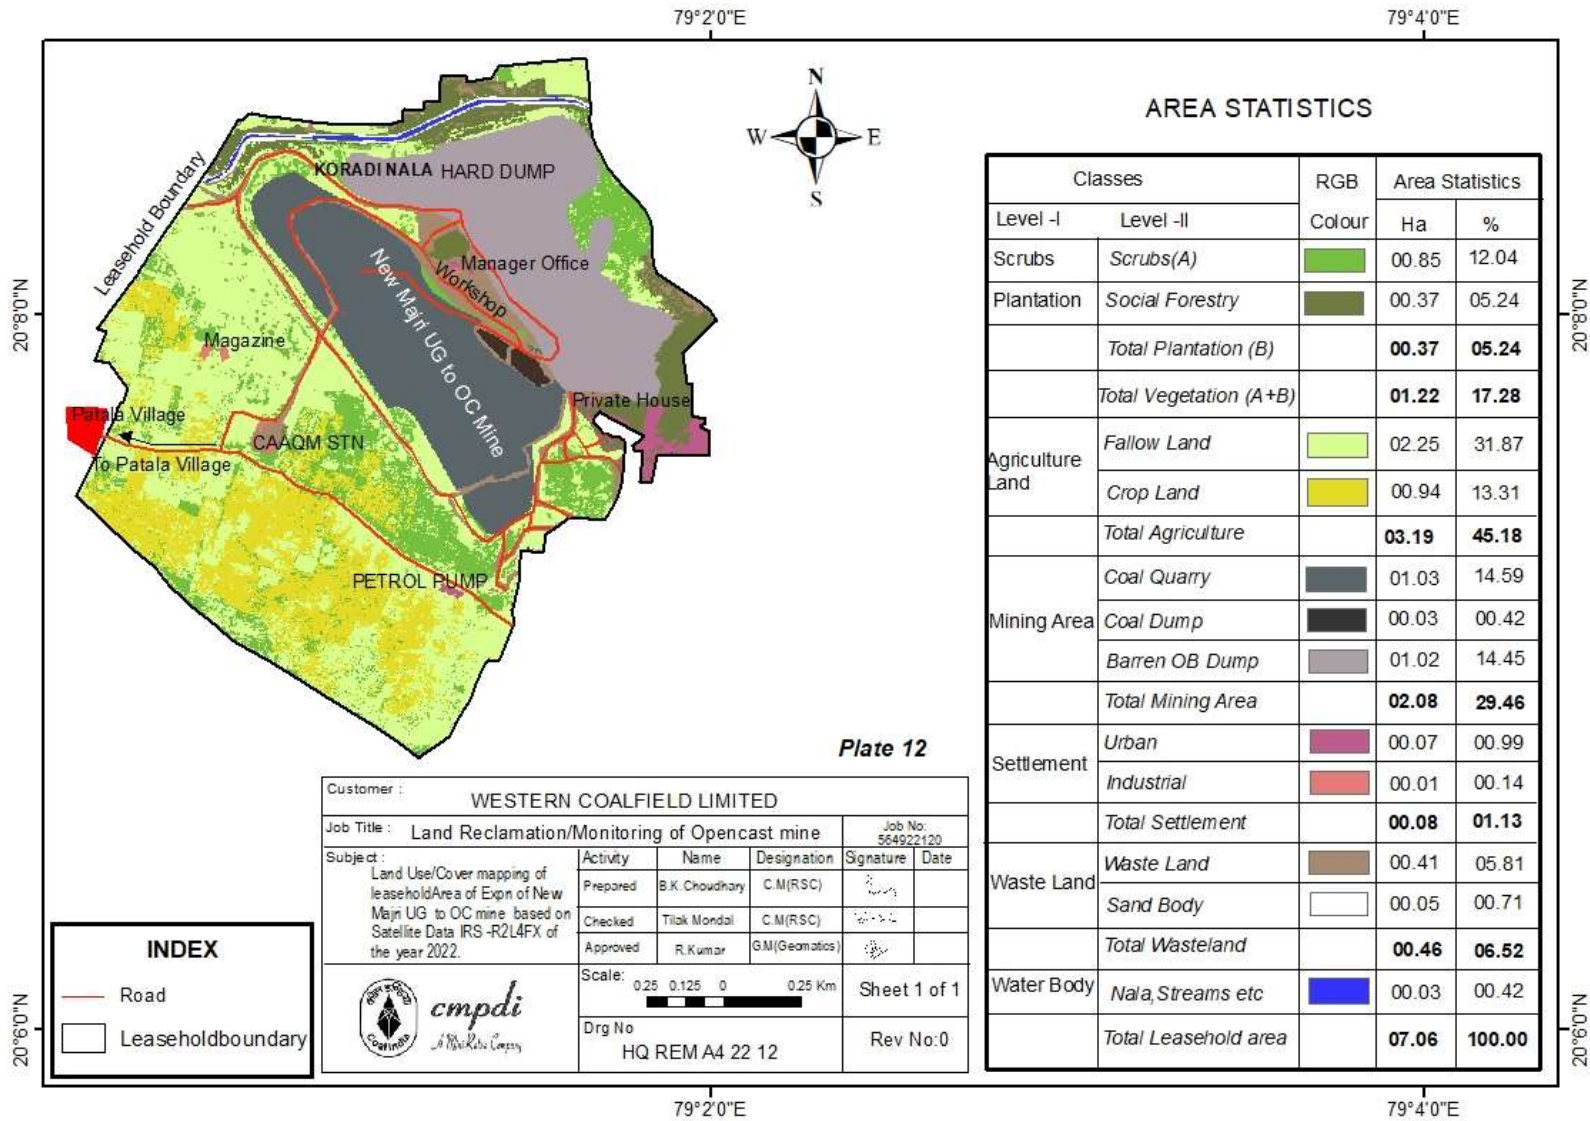 79°2'0"E
79°4'0"E
20°8'0"N
20°8'0"N
20°6'0"N
20°6'0"N
79°2'0"E
79°4'0"E
N
W
E
S
Leasehold Boundary
KORADI NALA
HARD DUMP
Manager Office
Workshop
New Majri UG to OC Mine
Magazine
Private House
Patala Village
CAAQM STN
To Patala Village
PETROL PUMP
Plate 12
AREA STATISTICS
Classes RGB Area Statistics
Level -I Level -II Colour Ha %
Scrubs Scrubs(A) 00.85 12.04
Plantation Social Forestry 00.37 05.24
Total Plantation (B) 00.37 05.24
Total Vegetation (A+B) 01.22 17.28
Agriculture Land
Fallow Land 02.25 31.87
Crop Land 00.94 13.31
Total Agriculture 03.19 45.18
Mining Area
Coal Quarry 01.03 14.59
Coal Dump 00.03 00.42
Barren OB Dump 01.02 14.45
Total Mining Area 02.08 29.46
Settlement
Urban 00.07 00.99
Industrial 00.01 00.14
Total Settlement 00.08 01.13
Waste Land
Waste Land 00.41 05.81
Sand Body 00.05 00.71
Total Wasteland 00.46 06.52
Water Body Nala,Streams etc 00.03 00.42
Total Leasehold area 07.06 100.00
Customer : WESTERN COALFIELD LIMITED
Job Title : Land Reclamation/Monitoring of Opencast mine
Job No:
564922120
Subject :
Land Use/Cover mapping of
leaseholdArea of Expn of New
Majri UG to OC mine based on
Satellite Data IRS -R2L4FX of
the year 2022.
Activity Name Designation Signature Date
Prepared B.K.Choudhary C.M(RSC)
Checked Tilak Mondal C.M(RSC)
Approved R.Kumar G.M(Geomatics)
Scale:
0.25 0.125 0 0.25 Km
Sheet 1 of 1
Drg No
HQ REM A4 22 12
Rev No:0
cmpdi
A Mini Ratna Company
INDEX
Road
Leaseholdboundary